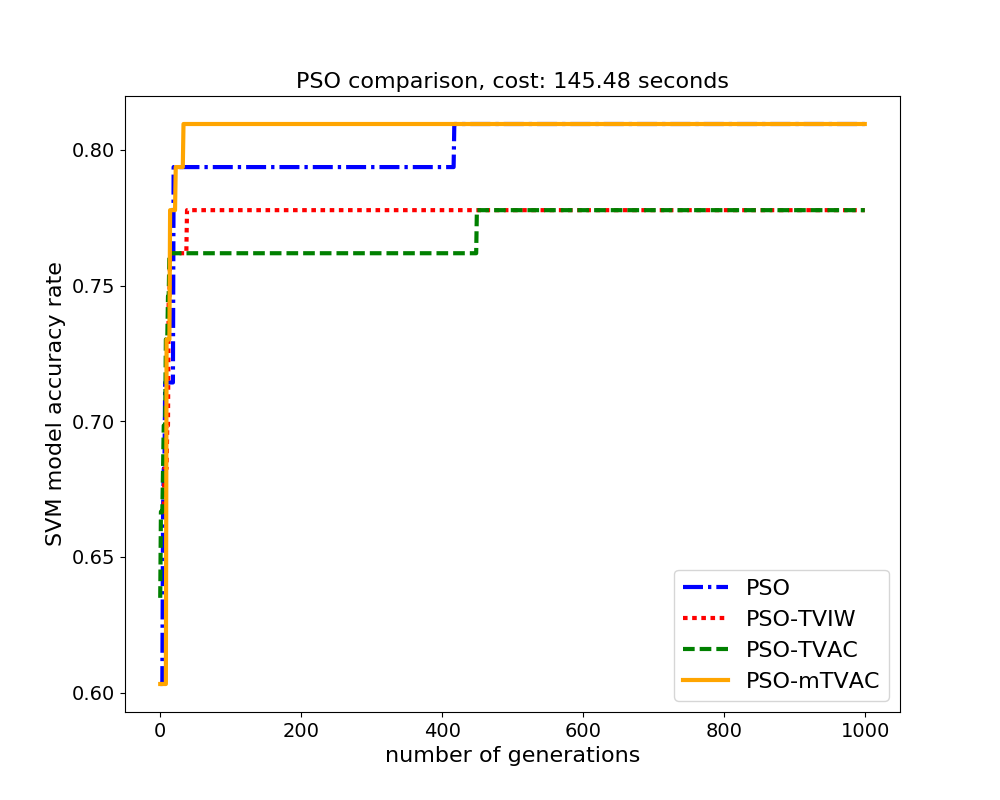 PSO comparison, cost: 145.48 seconds
0.80
0.75
0.70
0.65
0.60
SVM model accuracy rate
0 200 400 600 800 1000
number of generations
PSO
PSO-TVIW
PSO-TVAC
PSO-mTVAC